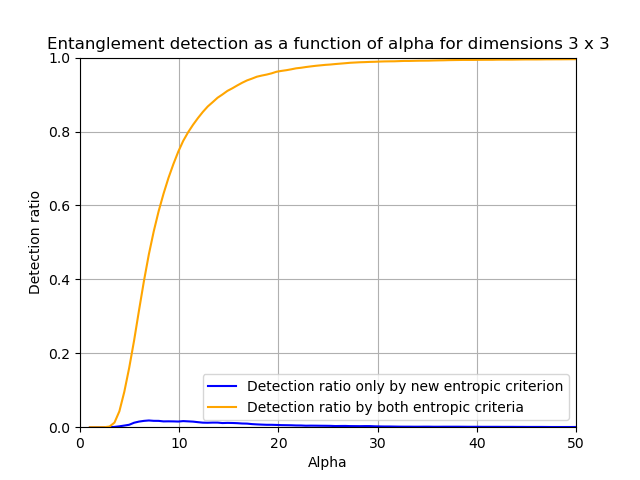 Entanglement detection as a function of alpha for dimensions 3 x 3
1.0
0.8
0.6
0.4
0.2
0.0
Detection ratio
Detection ratio only by new entropic criterion
Detection ratio by both entropic criteria
0 10 20 30 40 50
Alpha